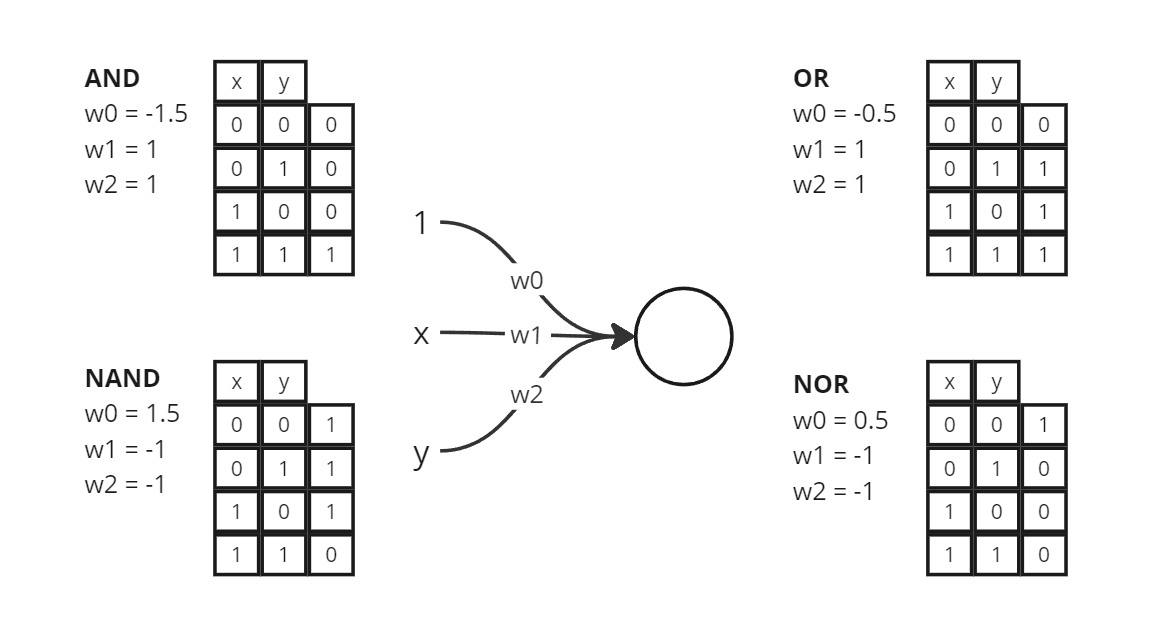 AND
w0 = -1.5
w1 = 1
w2 = 1
x y
0 0 0
0 1 0
1 0 0
1 1 1
OR
w0 = -0.5
w1 = 1
w2 = 1
x y
0 0 0
0 1 1
1 0 1
1 1 1
1
w0
x
w1
w2
y
NAND
w0 = 1.5
w1 = -1
w2 = -1
x y
0 0 1
0 1 1
1 0 1
1 1 0
NOR
w0 = 0.5
w1 = -1
w2 = -1
x y
0 0 1
0 1 0
1 0 0
1 1 0